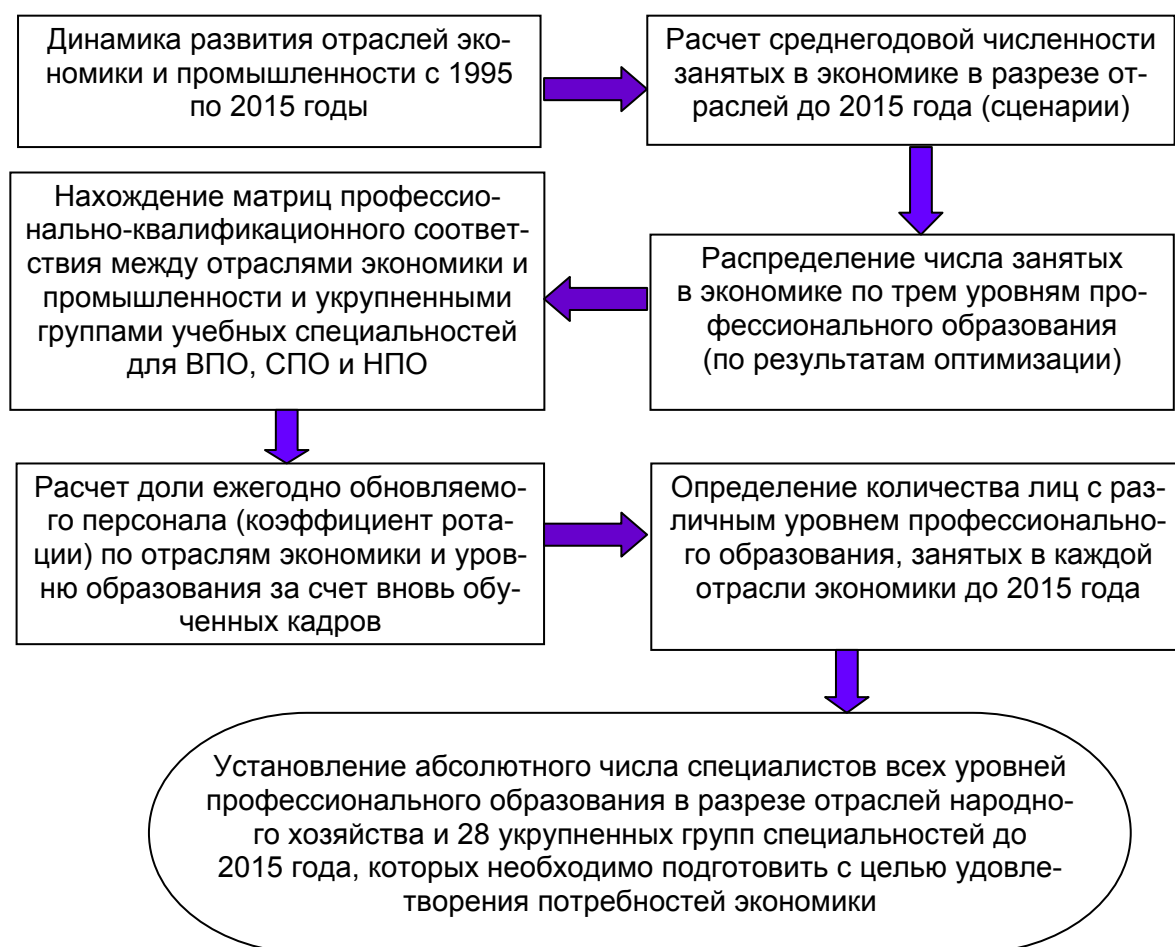 Динамика развития отраслей эко-
номики и промышленности с 1995
по 2015 годы
Расчет среднегодовой численности
занятых в экономике в разрезе от-
раслей до 2015 года (сценарии)
Распределение числа занятых
в экономике по трем уровням про-
фессионального образования
(по результатам оптимизации)
Нахождение матриц профессио-
нально-квалификационного соответ-
ствия между отраслями экономики и
промышленности и укрупненными
группами учебных специальностей
для ВПО, СПО и НПО
Расчет доли ежегодно обновляемо-
го персонала (коэффициент рота-
ции) по отраслям экономики и уров-
ню образования за счет вновь обу-
ченных кадров
Определение количества лиц с раз-
личным уровнем профессионально-
го образования, занятых в каждой
отрасли экономики до 2015 года
Установление абсолютного числа специалистов всех уровней
профессионального образования в разрезе отраслей народно-
го хозяйства и 28 укрупненных групп специальностей до
2015 года, которых необходимо подготовить с целью удовле-
творения потребностей экономики